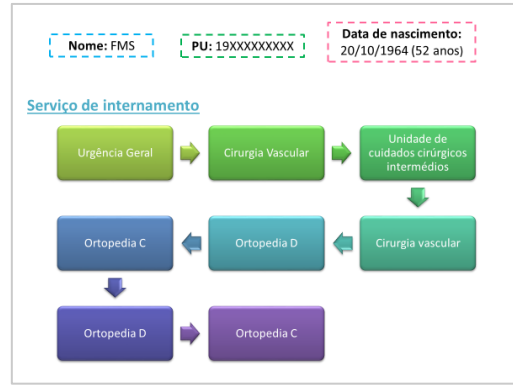 Nome: FMS
PU: 19XXXXXXXXX
Data de nascimento:
20/10/1964 (52 anos)
Serviço de internamento
Urgência Geral
Cirurgia Vascular
Unidade de
cuidados cirúrgicos
intermédios
Ortopedia C
Ortopedia D
Cirurgia vascular
Ortopedia D
Ortopedia C